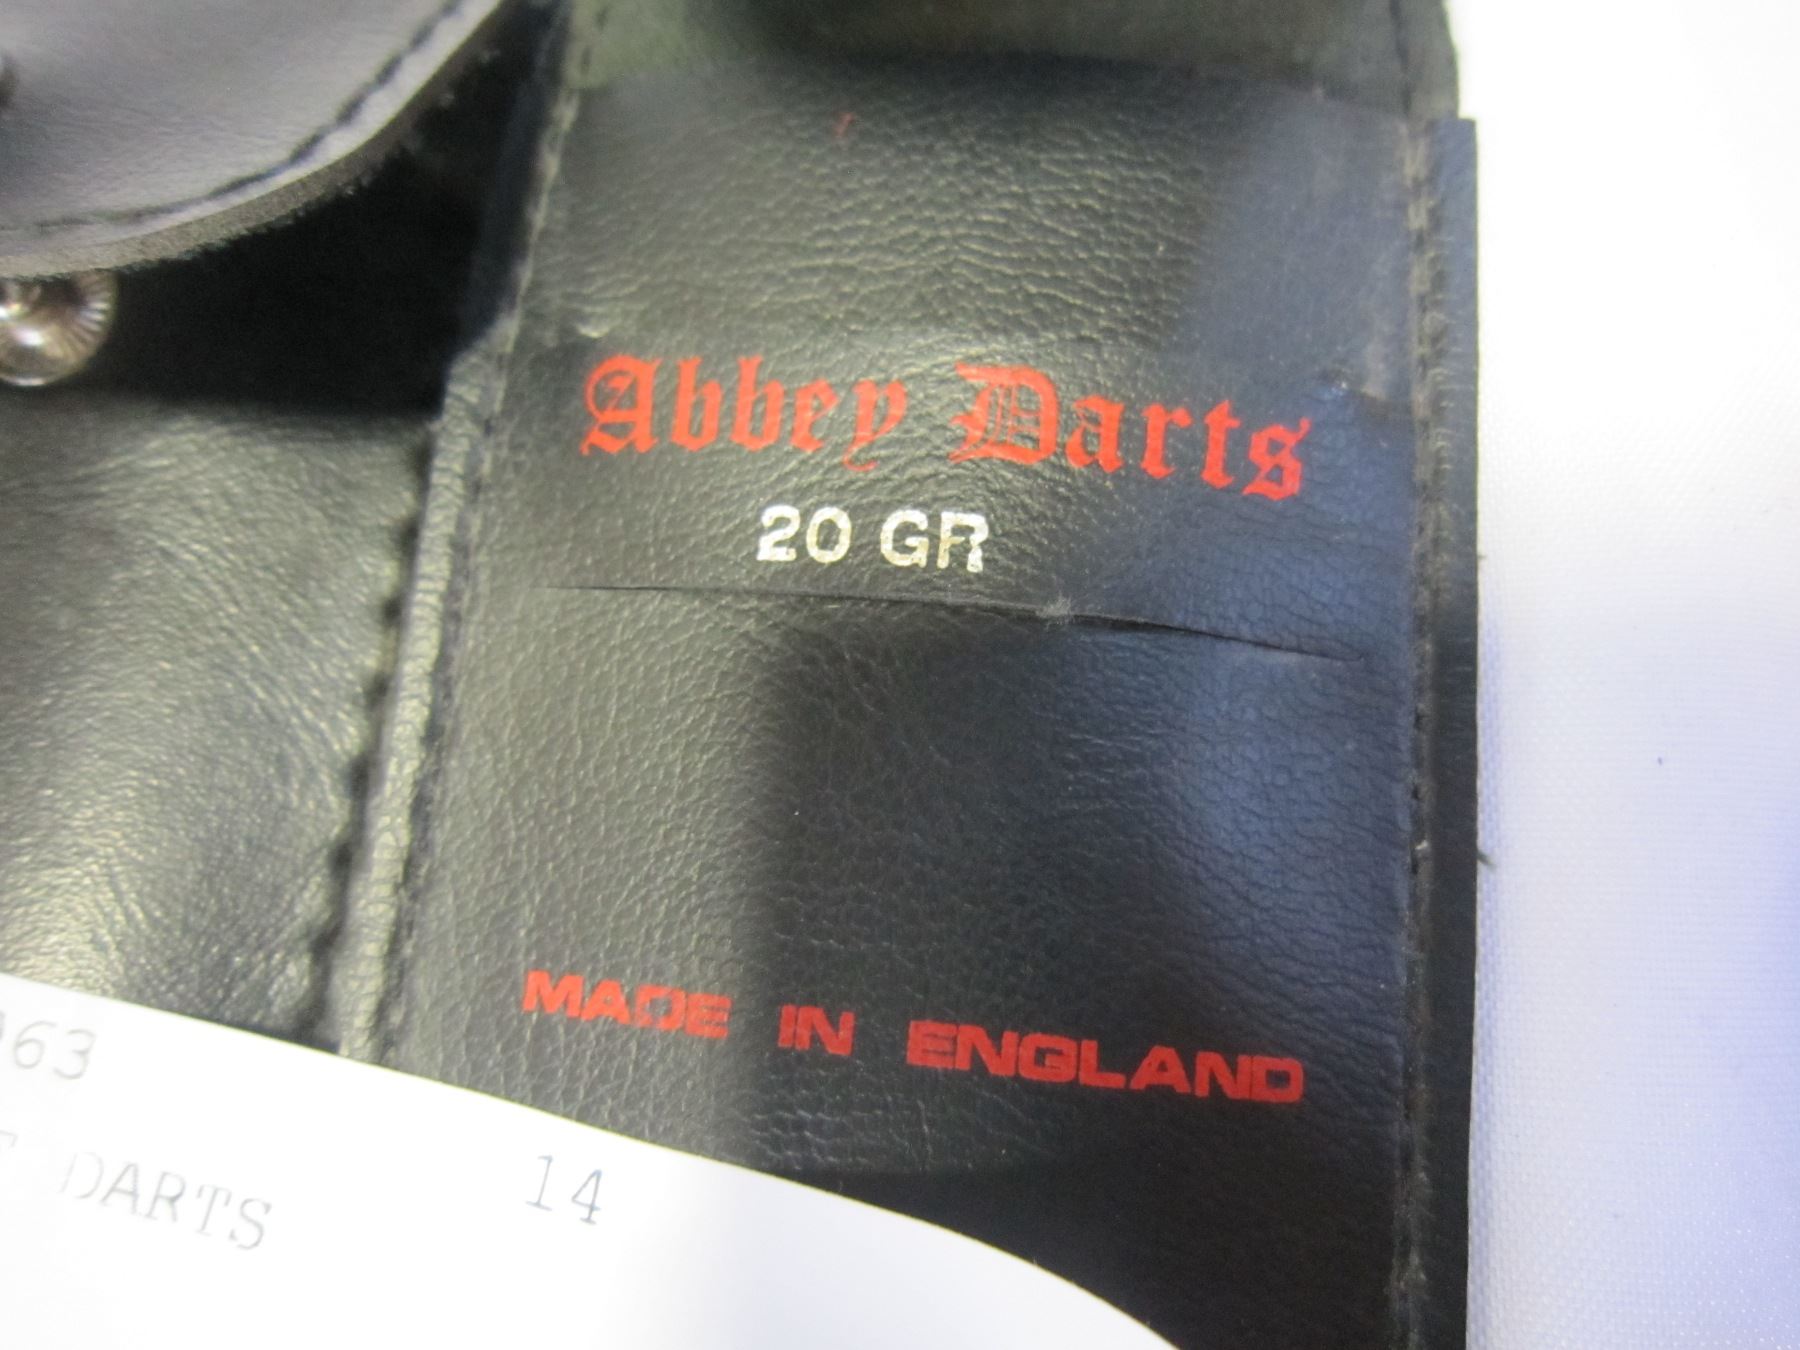 Abbey Darts
20 GR
MADE IN ENGLAND
63
DARTS 14